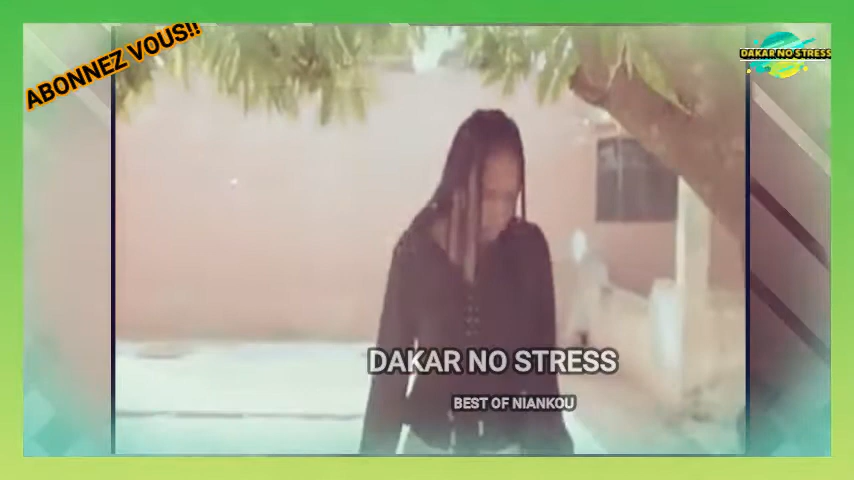 ABONNEZ VOUS!!
DAKAR NO STRESS
DAKAR NO STRESS
BEST OF NIANKOU